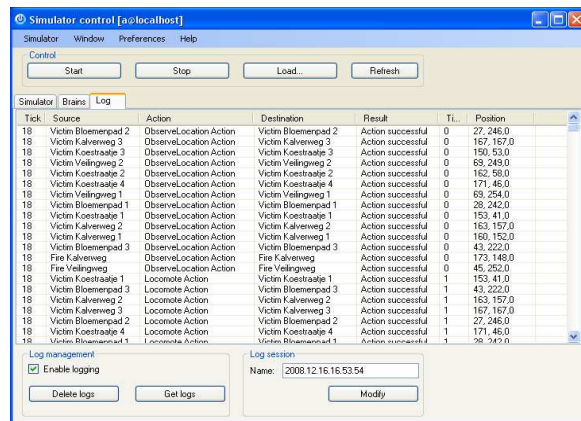 Simulator control [a@localhost]
Simulator Window Preferences Help
Control
Start Stop Load... Refresh
Simulator Brains Log
Tick Source Action Destination Result Ti... Position
18 Victim Bloemenpad 2 ObserveLocation Action Victim Bloemenpad 2 Action successful 0 27, 246,0
18 Victim Kalverweg 3 ObserveLocation Action Victim Kalverweg 3 Action successful 0 167, 167,0
18 Victim Koestraatje 3 ObserveLocation Action Victim Koestraatje 3 Action successful 0 150, 53,0
18 Victim Veilingweg 2 ObserveLocation Action Victim Veilingweg 2 Action successful 0 69, 249,0
18 Victim Koestraatje 2 ObserveLocation Action Victim Koestraatje 2 Action successful 0 162, 58,0
18 Victim Koestraatje 4 ObserveLocation Action Victim Koestraatje 4 Action successful 0 171, 46,0
18 Victim Veilingweg 1 ObserveLocation Action Victim Veilingweg 1 Action successful 0 69, 254,0
18 Victim Bloemenpad 1 ObserveLocation Action Victim Bloemenpad 1 Action successful 0 28, 242,0
18 Victim Koestraatje 1 ObserveLocation Action Victim Koestraatje 1 Action successful 0 153, 41,0
18 Victim Kalverweg 2 ObserveLocation Action Victim Kalverweg 2 Action successful 0 163, 157,0
18 Victim Kalverweg 1 ObserveLocation Action Victim Kalverweg 1 Action successful 0 160, 152,0
18 Victim Bloemenpad 3 ObserveLocation Action Victim Bloemenpad 3 Action successful 0 43, 222,0
18 Fire Kalverweg ObserveLocation Action Fire Kalverweg Action successful 0 173, 148,0
18 Fire Veilingweg ObserveLocation Action Fire Veilingweg Action successful 0 45, 252,0
18 Victim Koestraatje 1 Locomote Action Victim Koestraatje 1 Action successful 1 153, 41,0
18 Victim Bloemenpad 3 Locomote Action Victim Bloemenpad 3 Action successful 1 43, 222,0
18 Victim Kalverweg 2 Locomote Action Victim Kalverweg 2 Action successful 1 163, 157,0
18 Victim Kalverweg 3 Locomote Action Victim Kalverweg 3 Action successful 1 167, 167,0
18 Victim Bloemenpad 2 Locomote Action Victim Bloemenpad 2 Action successful 1 27, 246,0
18 Victim Koestraatje 4 Locomote Action Victim Koestraatje 4 Action successful 1 171, 46,0
18 Victim Bloemenpad 1 Locomote Action Victim Bloemenpad 1 Action successful 1 28, 242,0
Log management
Enable logging
Delete logs Get logs
Log session
Name: 2008.12.16.16.53.54
Modify